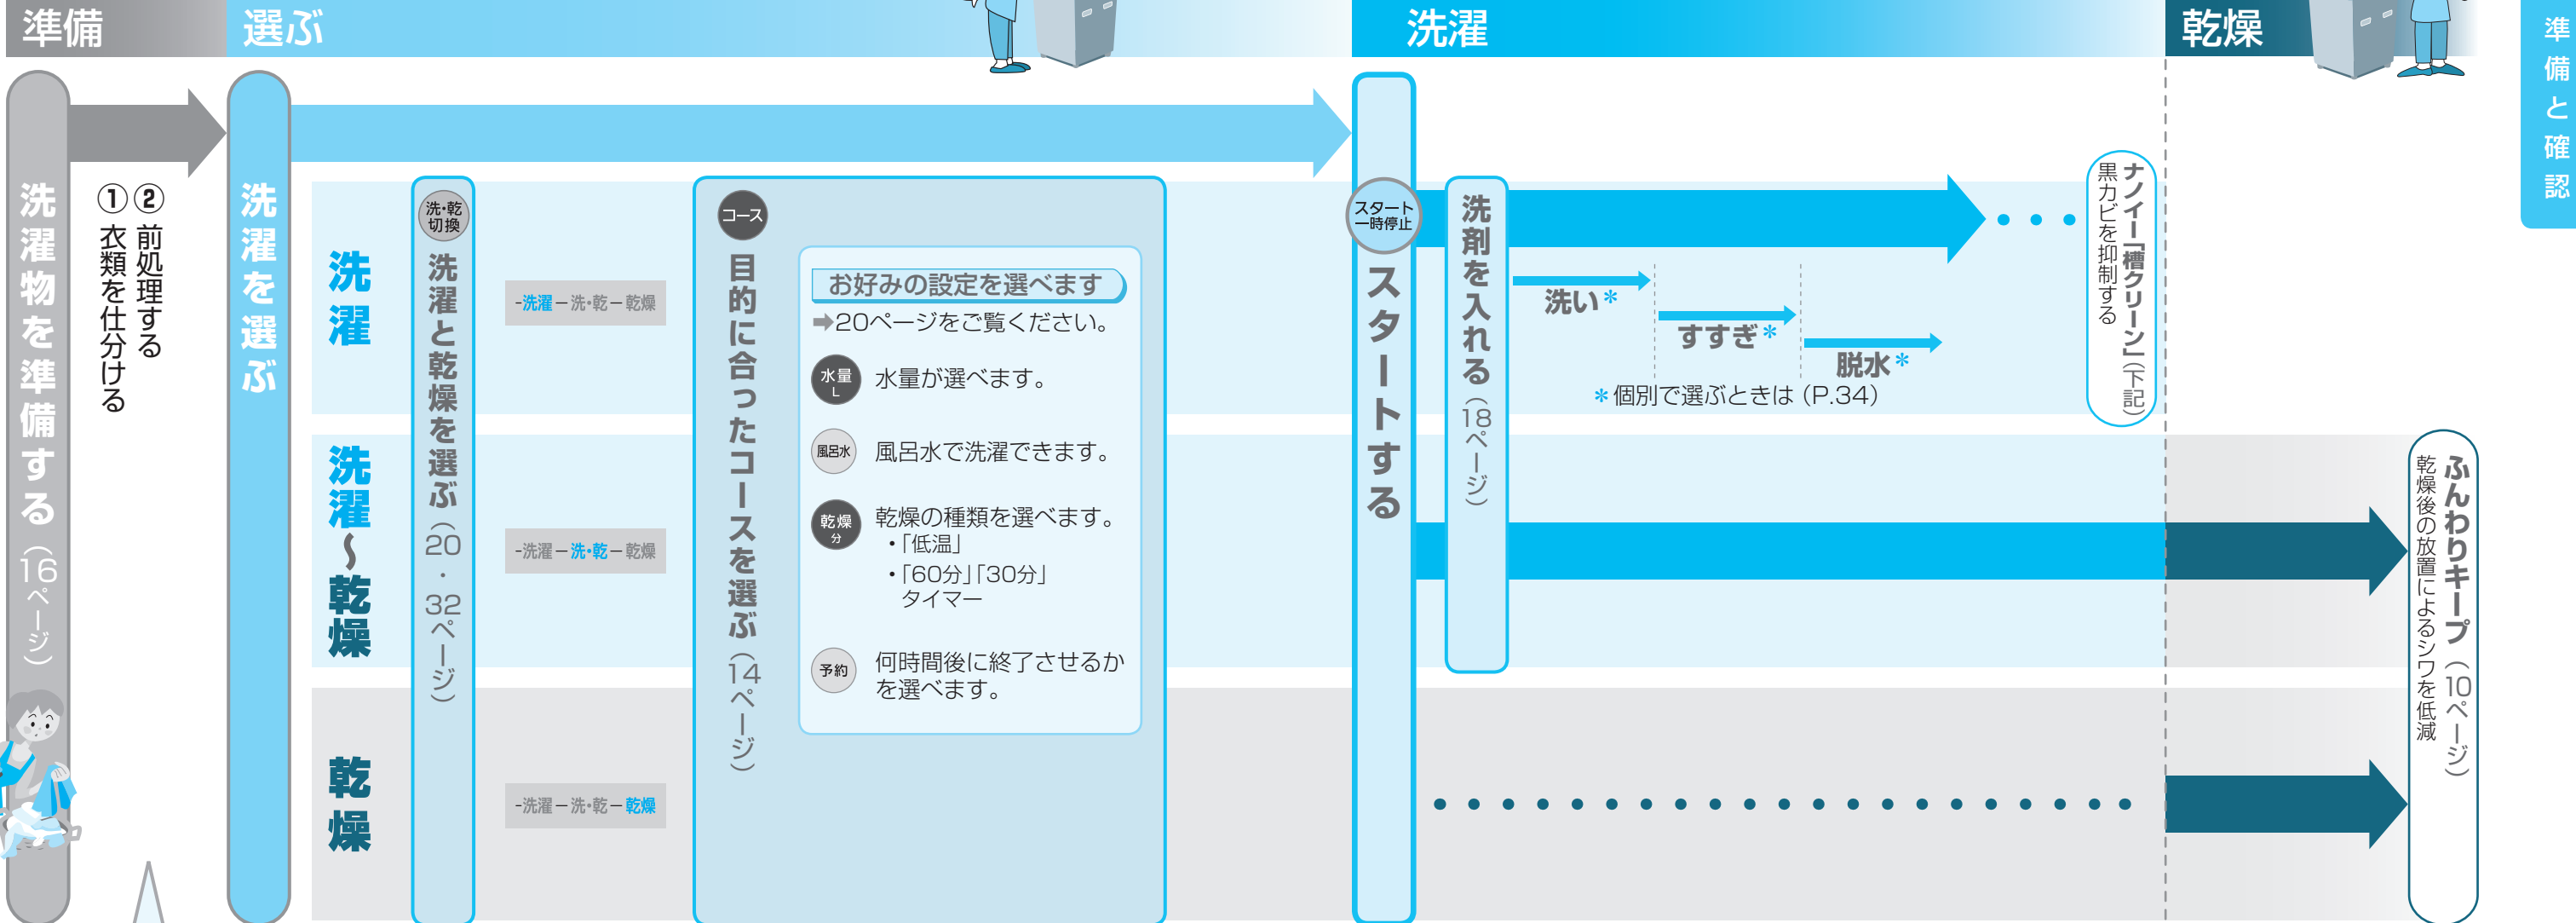 準備
選ぶ
洗濯
乾燥
準備と確認
洗濯物を準備する（16ページ）
①衣類を仕分ける
②前処理する
洗濯を選ぶ
洗濯
洗濯～乾燥
乾燥
洗・乾
切換
洗濯と乾燥を選ぶ（20・32ページ）
-洗濯－洗・乾－乾燥
-洗濯－洗・乾－乾燥
-洗濯－洗・乾－乾燥
コース
目的に合ったコースを選ぶ（14ページ）
お好みの設定を選べます
➡20ページをご覧ください。
水量
L
水量が選べます。
風呂水
風呂水で洗濯できます。
乾燥
分
乾燥の種類を選べます。
・「低温」
・「60分」「30分」
タイマー
予約
何時間後に終了させるか
を選べます。
スタート
一時停止
スタートする
洗剤を入れる（18ページ）
洗い＊
すすぎ＊
脱水＊
＊個別で選ぶときは（P.34）
ナノイー「槽クリーン」（下記）
黒カビを抑制する
ふんわりキープ（10ページ）
乾燥後の放置によるシワを低減